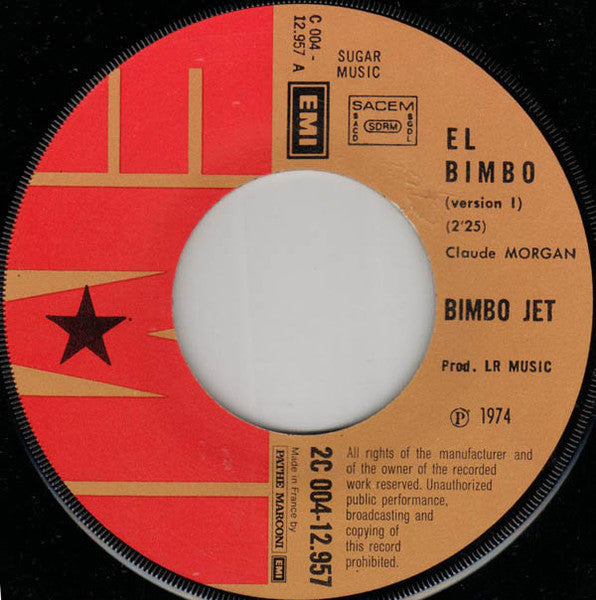 C 004 -
12.957 A
EMI
SUGAR
MUSIC
SACEM
SACD
SDRM
SGDL
EL
BIMBO
(version I)
(2'25)
Claude MORGAN
BIMBO JET
Prod. LR MUSIC
Ⓟ 1974
All rights of the manufacturer and
of the owner of the recorded
work reserved. Unauthorized
public performance,
broadcasting and
copying of
this record
prohibited.
2C 004-12.957
Made in France by
PATHE MARCONI EMI